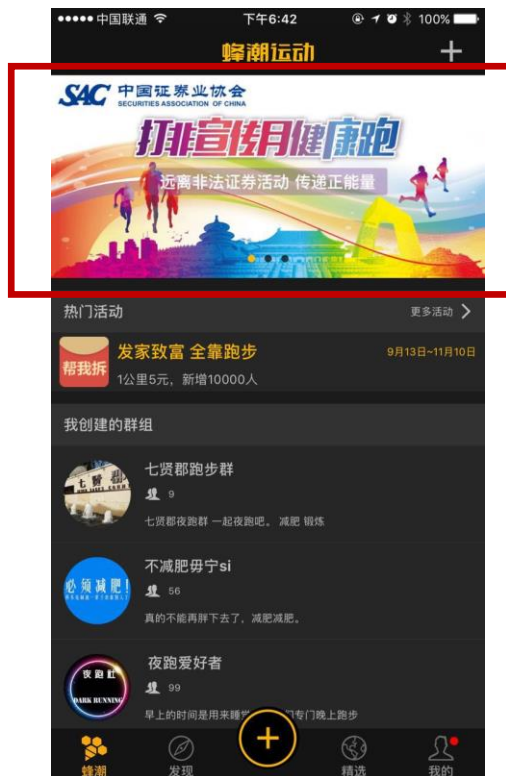 中国联通 下午6:42 100%
蜂潮运动
SAC 中国证券业协会
SECURITIES ASSOCIATION OF CHINA
打非宣传月健康跑
远离非法证券活动 传递正能量
热门活动 更多活动
帮我拆
发家致富 全靠跑步 9月13日~11月10日
1公里5元，新增10000人
我创建的群组
七贤
七贤郡跑步群
9
七贤郡夜跑群 一起夜跑吧。 减肥 锻炼
必须减肥!
不减肥毋宁si
56
真的不能再胖下去了，减肥减肥。
夜跑
DARK RUNNING
夜跑爱好者
99
早上的时间是用来睡 们专门晚上跑步
蜂潮 发现 精选 我的